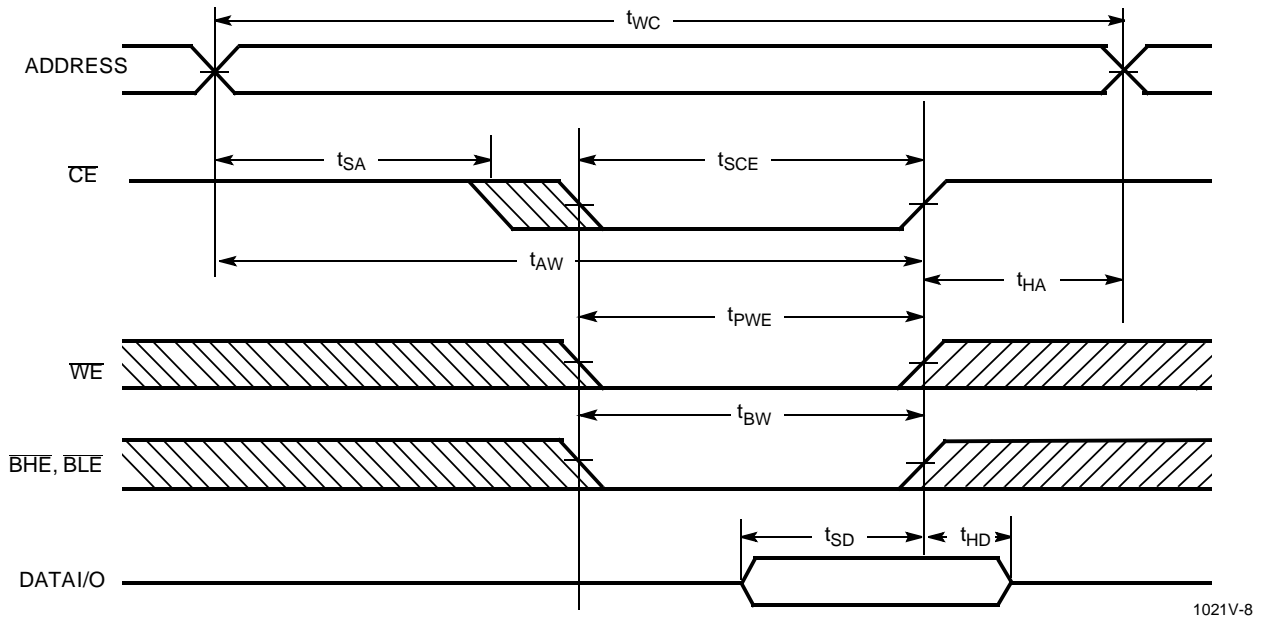 tWC
ADDRESS
tSA
tSCE
CE
tAW
tHA
tPWE
WE
tBW
BHE, BLE
tSD
tHD
DATAI/O
1021V-8